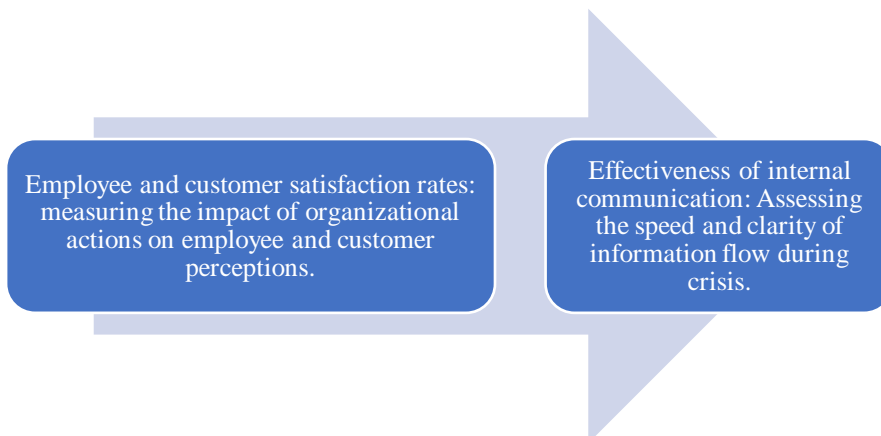 Employee and customer satisfaction rates:
measuring the impact of organizational
actions on employee and customer
perceptions.
Effectiveness of internal
communication: Assessing
the speed and clarity of
information flow during
crisis.